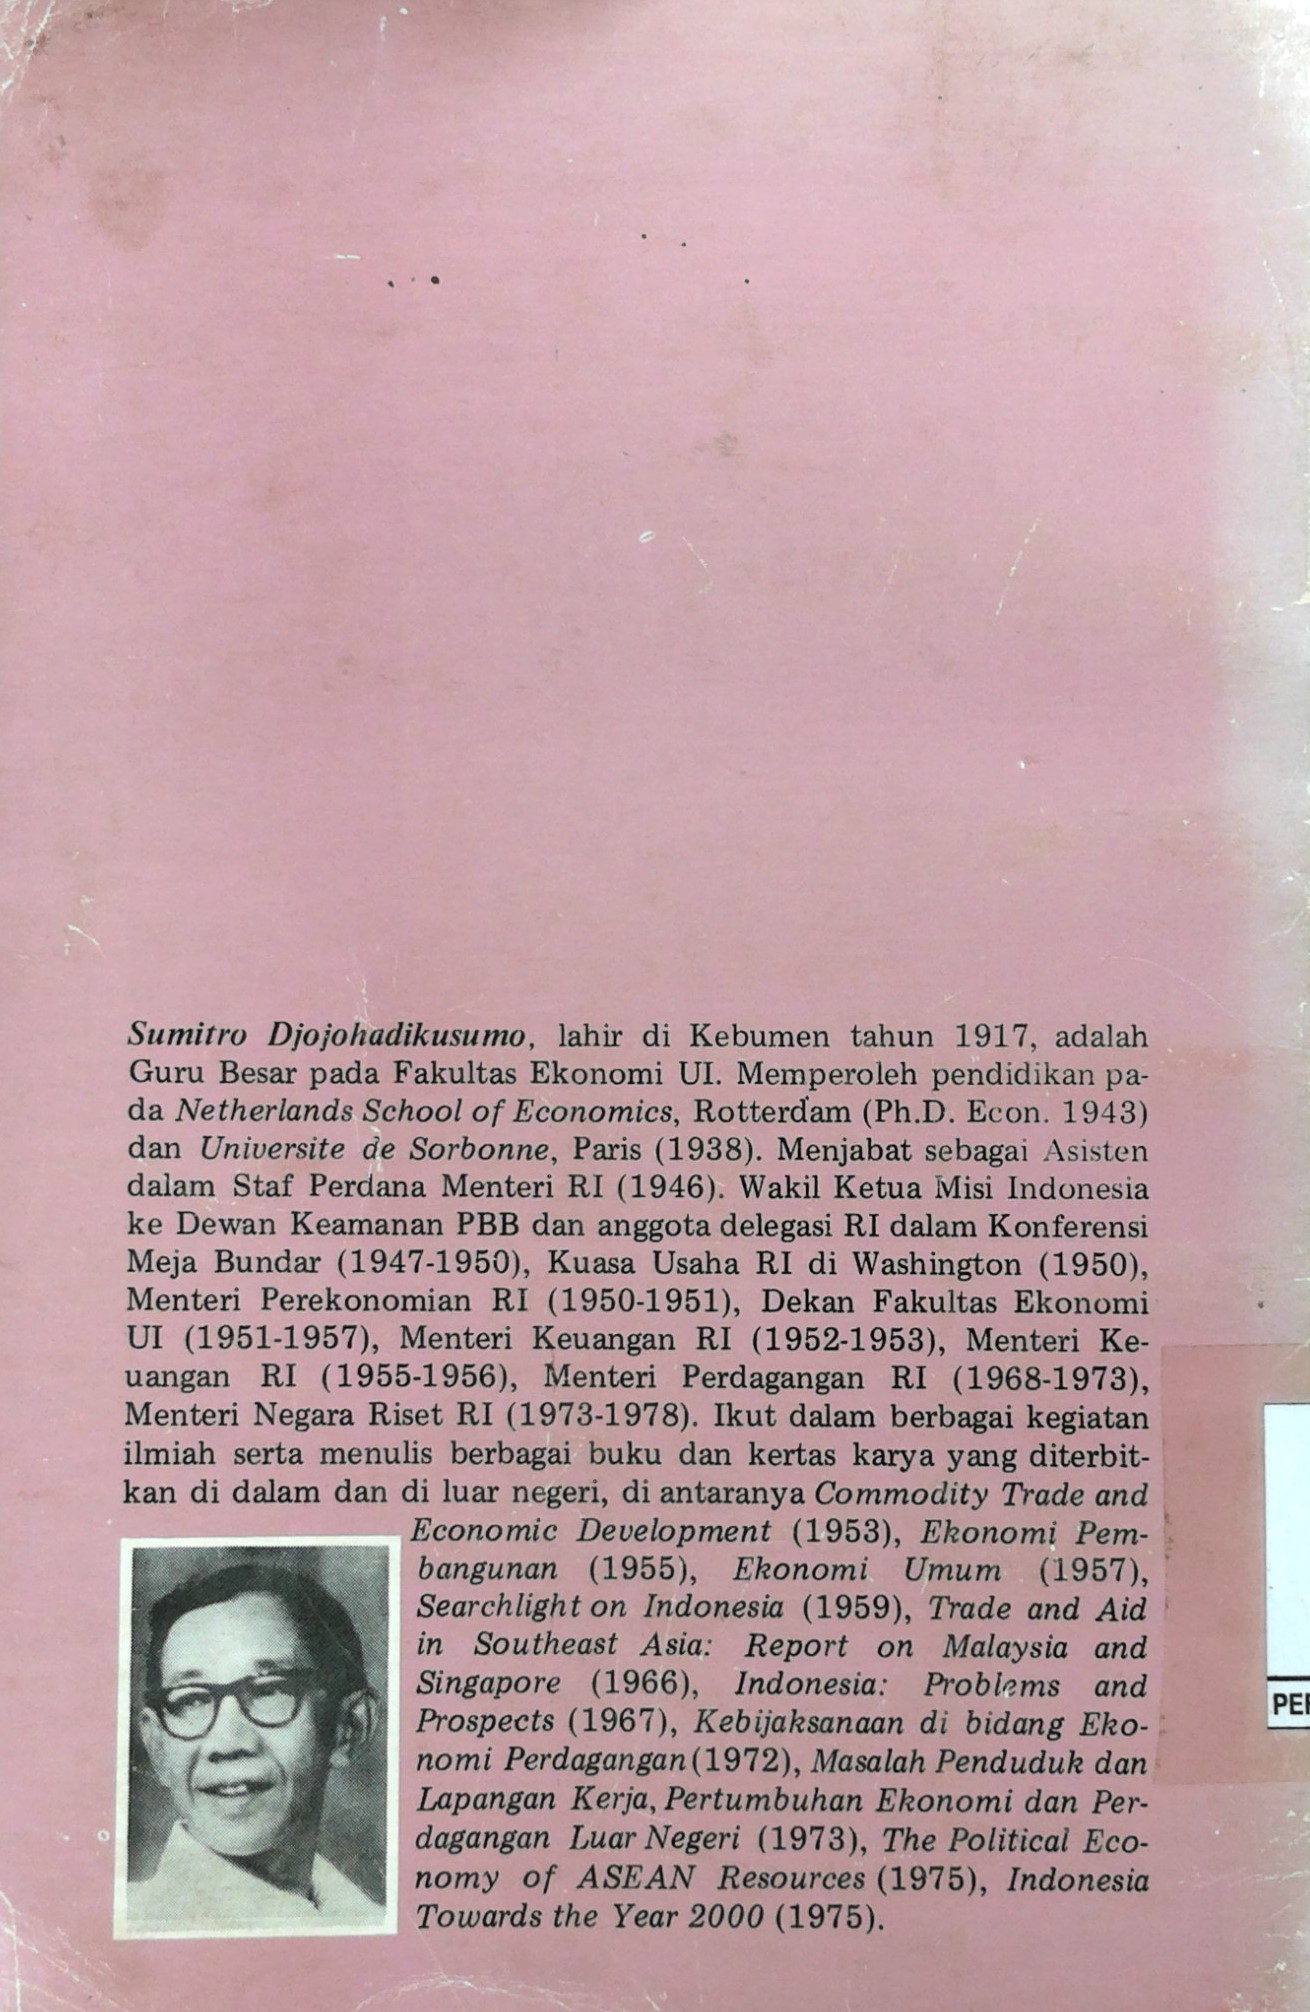 Sumitro Djojohadikusumo, lahir di Kebumen tahun 1917, adalah
Guru Besar pada Fakultas Ekonomi UI. Memperoleh pendidikan pa-
da Netherlands School of Economics, Rotterdam (Ph.D. Econ. 1943)
dan Universite de Sorbonne, Paris (1938). Menjabat sebagai Asisten
dalam Staf Perdana Menteri RI (1946). Wakil Ketua Misi Indonesia
ke Dewan Keamanan PBB dan anggota delegasi RI dalam Konferensi
Meja Bundar (1947-1950), Kuasa Usaha RI di Washington (1950),
Menteri Perekonomian RI (1950-1951), Dekan Fakultas Ekonomi
UI (1951-1957), Menteri Keuangan RI (1952-1953), Menteri Ke-
uangan RI (1955-1956), Menteri Perdagangan RI (1968-1973),
Menteri Negara Riset RI (1973-1978). Ikut dalam berbagai kegiatan
ilmiah serta menulis berbagai buku dan kertas karya yang diterbit-
kan di dalam dan di luar negeri, di antaranya Commodity Trade and
Economic Development (1953), Ekonomi Pem-
bangunan (1955), Ekonomi Umum (1957),
Searchlight on Indonesia (1959), Trade and Aid
in Southeast Asia: Report on Malaysia and
Singapore (1966), Indonesia: Problems and
Prospects (1967), Kebijaksanaan di bidang Eko-
nomi Perdagangan (1972), Masalah Penduduk dan
Lapangan Kerja, Pertumbuhan Ekonomi dan Per-
dagangan Luar Negeri (1973), The Political Eco-
nomy of ASEAN Resources (1975), Indonesia
Towards the Year 2000 (1975).